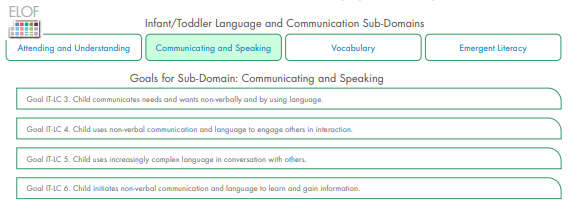 ELOF
Infant/Toddler Language and Communication Sub-Domains
Attending and Understanding
Communicating and Speaking
Vocabulary
Emergent Literacy
Goals for Sub-Domain: Communicating and Speaking
Goal IT-LC 3. Child communicates needs and wants non-verbally and by using language.
Goal IT-LC 4. Child uses non-verbal communication and language to engage others in interaction.
Goal IT-LC 5. Child uses increasingly complex language in conversation with others.
Goal IT-LC 6. Child initiates non-verbal communication and language to learn and gain information.